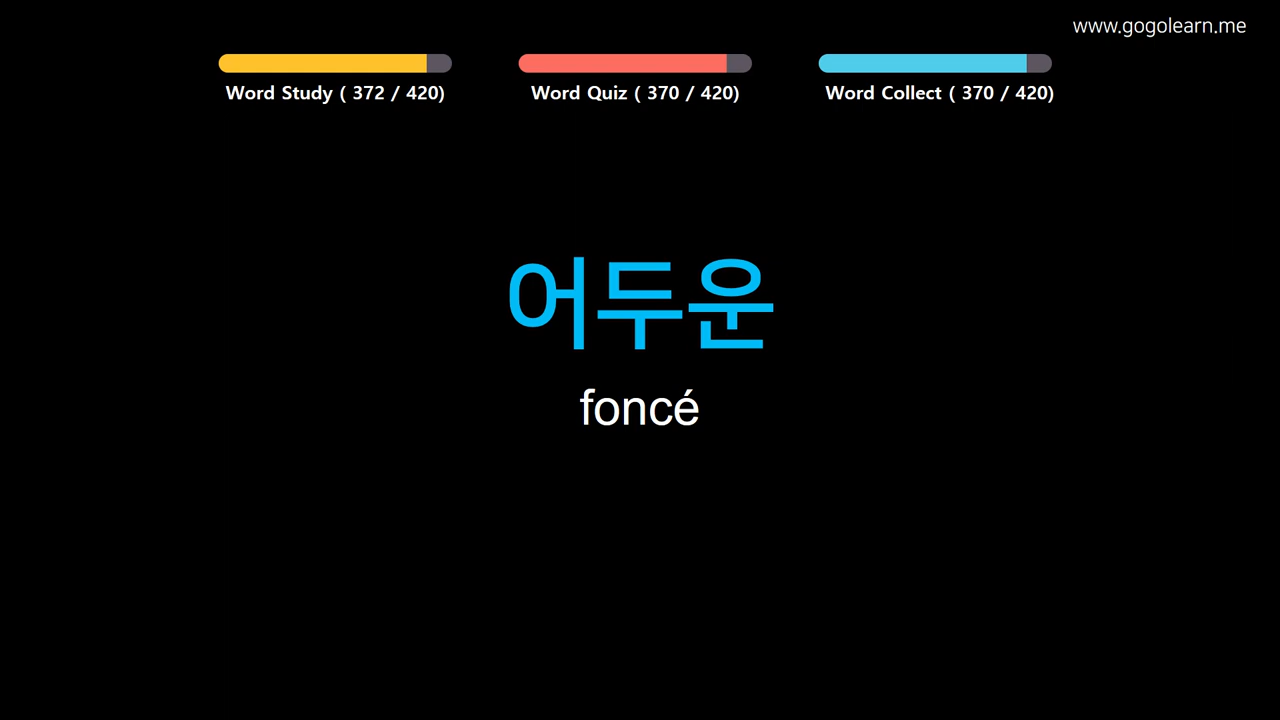 www.gogolearn.me
Word Study ( 372 / 420)
Word Quiz ( 370 / 420)
Word Collect ( 370 / 420)
어두운
foncé